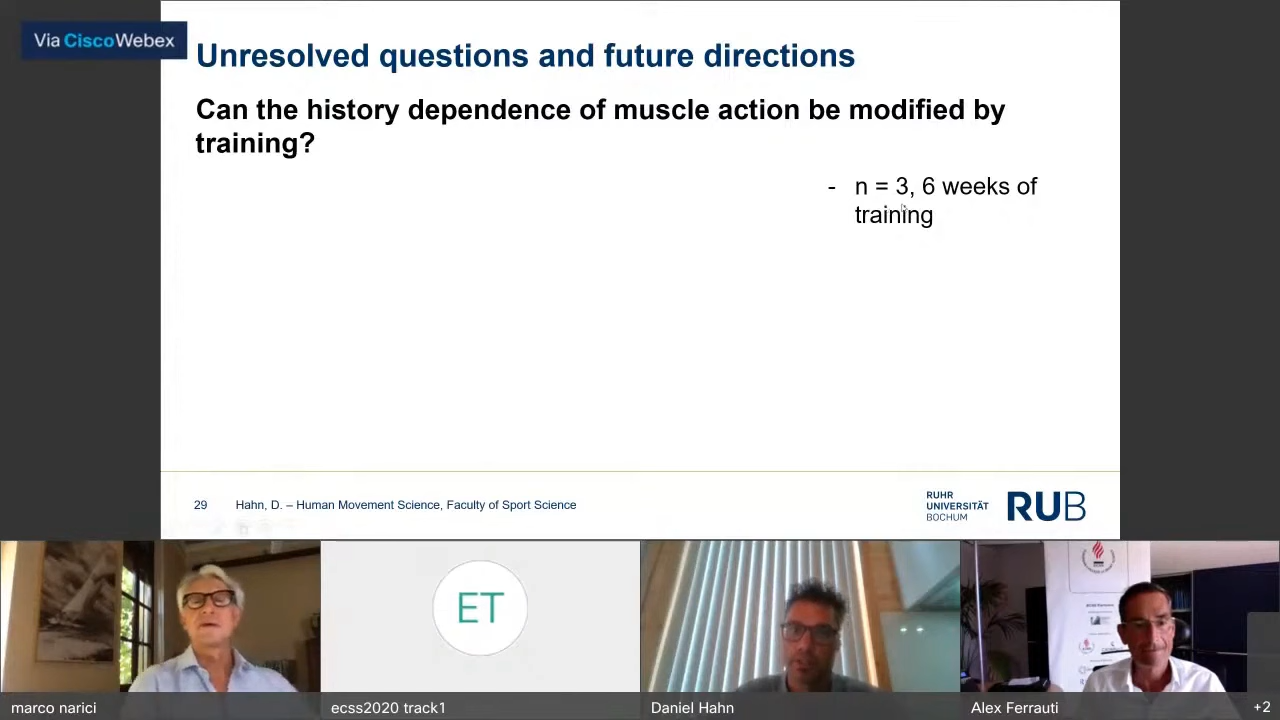 Via CiscoWebex
Unresolved questions and future directions
Can the history dependence of muscle action be modified by
training?
- n = 3, 6 weeks of
training
29 Hahn, D. – Human Movement Science, Faculty of Sport Science
RUHR
UNIVERSITÄT
BOCHUM
RUB
ET
marco narici
ecss2020 track1
Daniel Hahn
Alex Ferrauti
+2